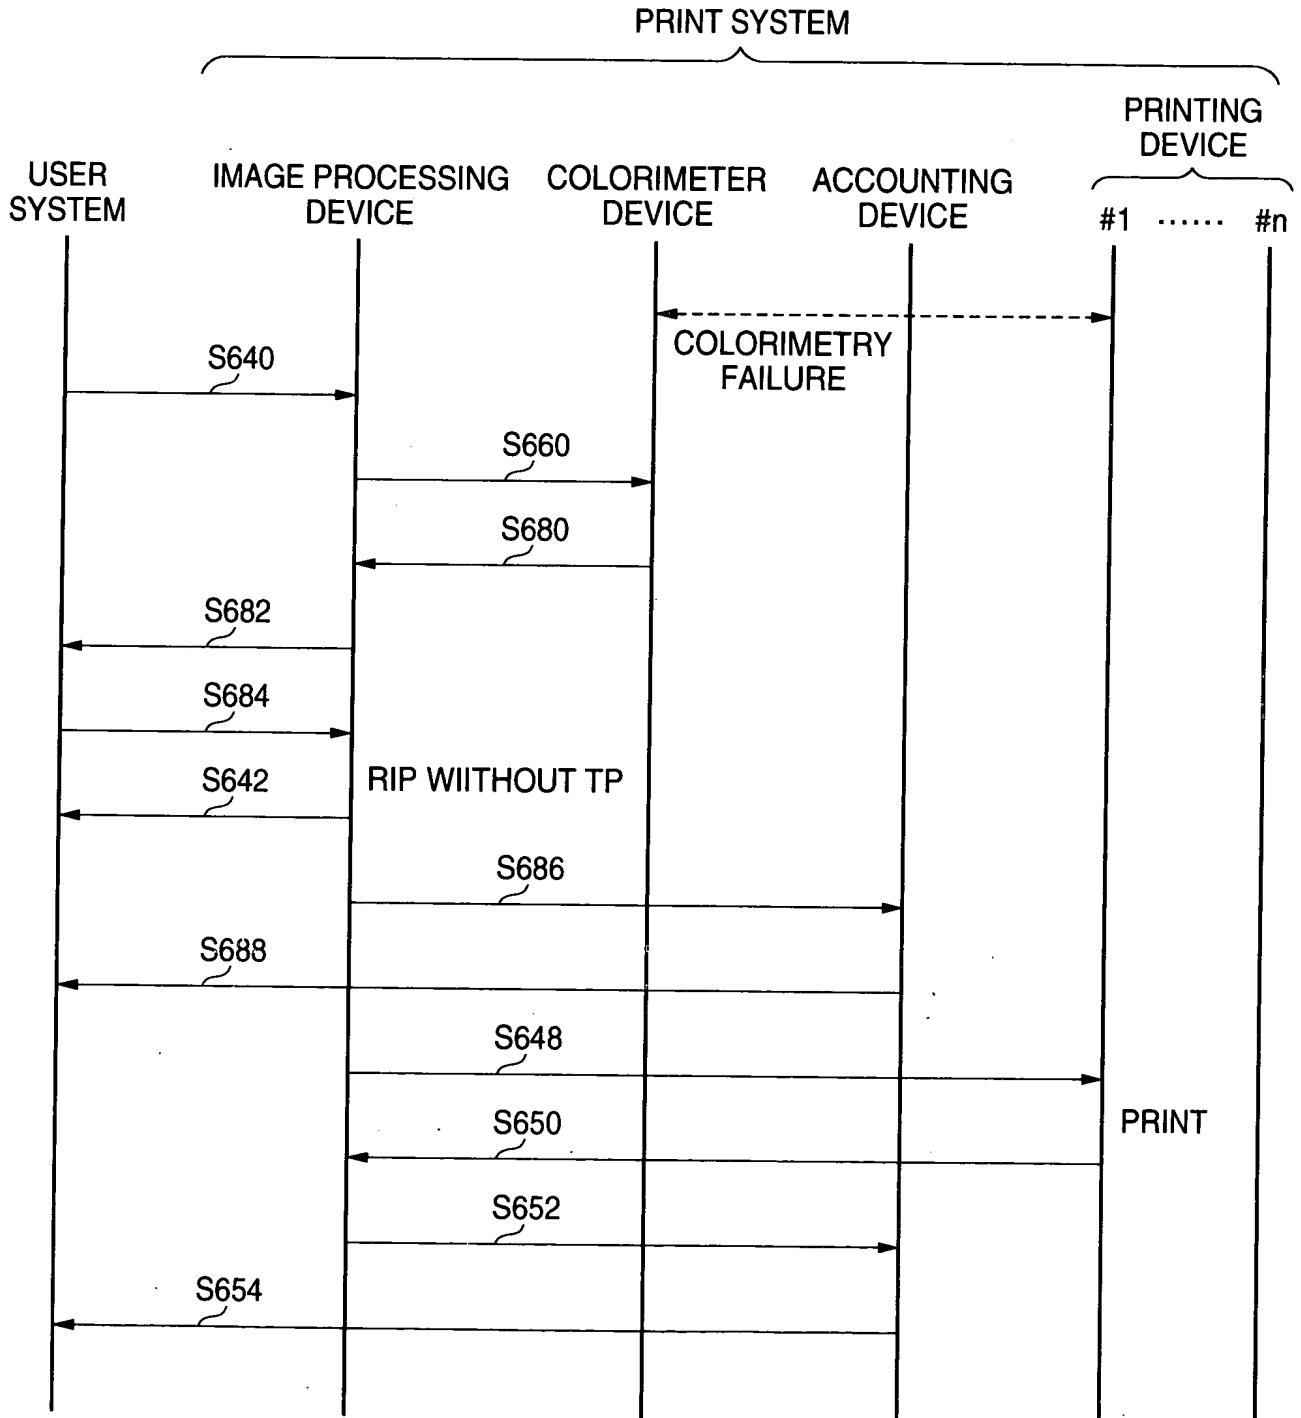 PRINT SYSTEM
PRINTING
DEVICE
USER
SYSTEM
IMAGE PROCESSING
DEVICE
COLORIMETER
DEVICE
ACCOUNTING
DEVICE
#1 ...... #n
COLORIMETRY
FAILURE
S640
S660
S680
S682
S684
S642
RIP WIITHOUT TP
S686
S688
S648
S650
PRINT
S652
S654